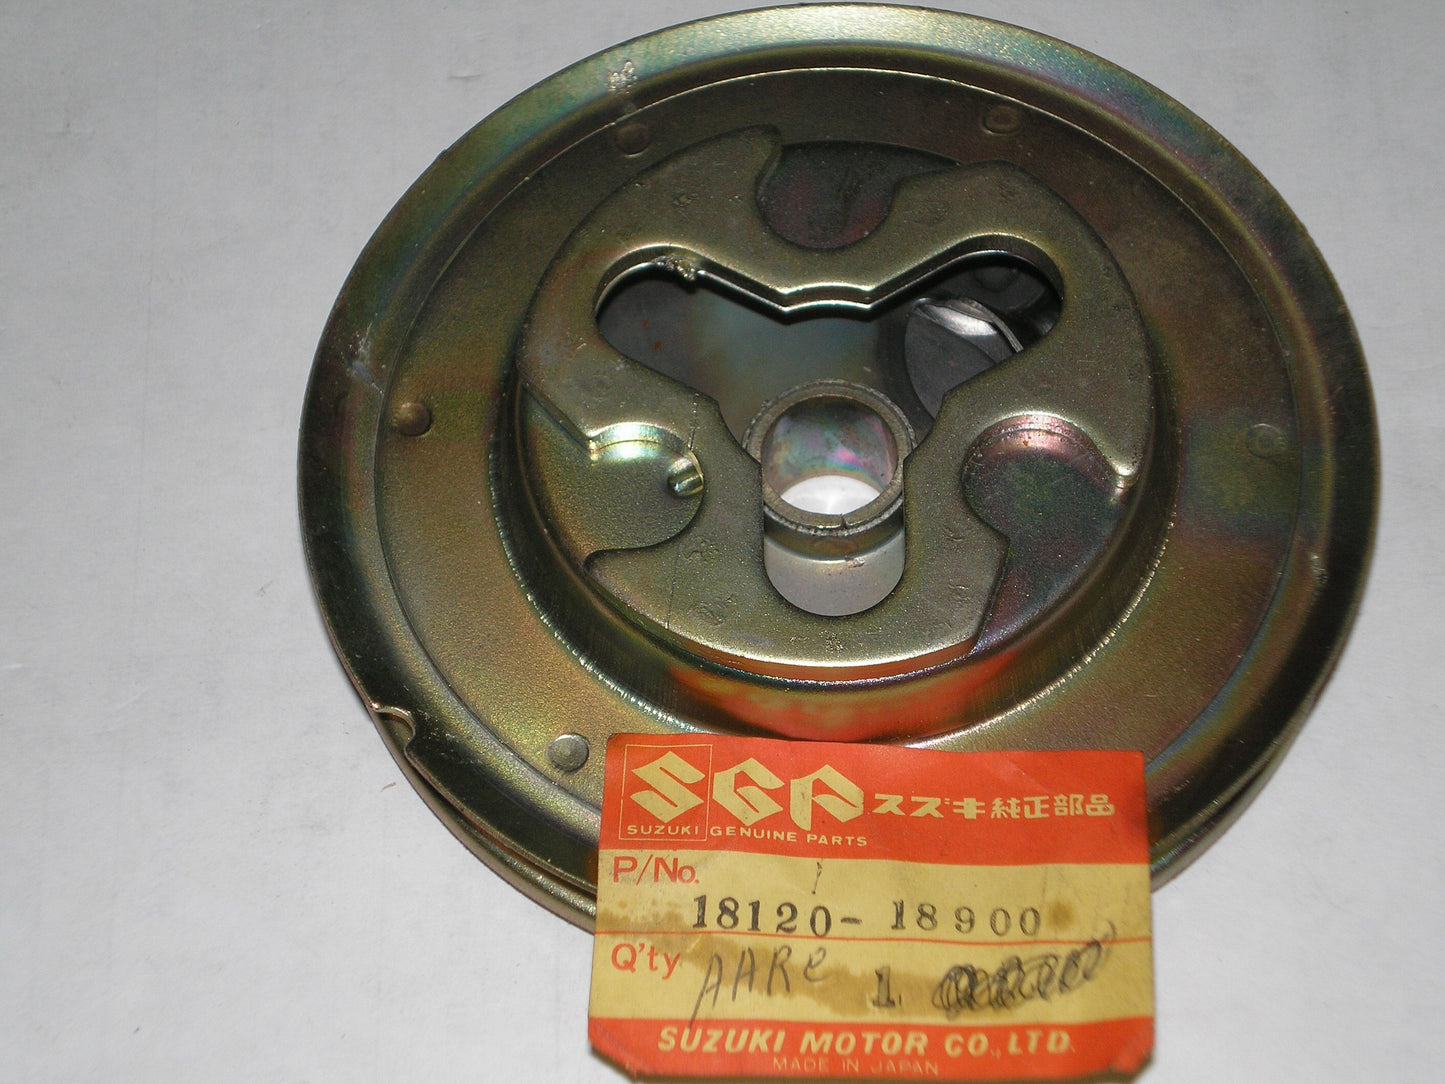 SGP スズキ純正部品
SUZUKI GENUINE PARTS
P/No.
18120-18900
Q'ty AARe 1
SUZUKI MOTOR CO., LTD.
MADE IN JAPAN